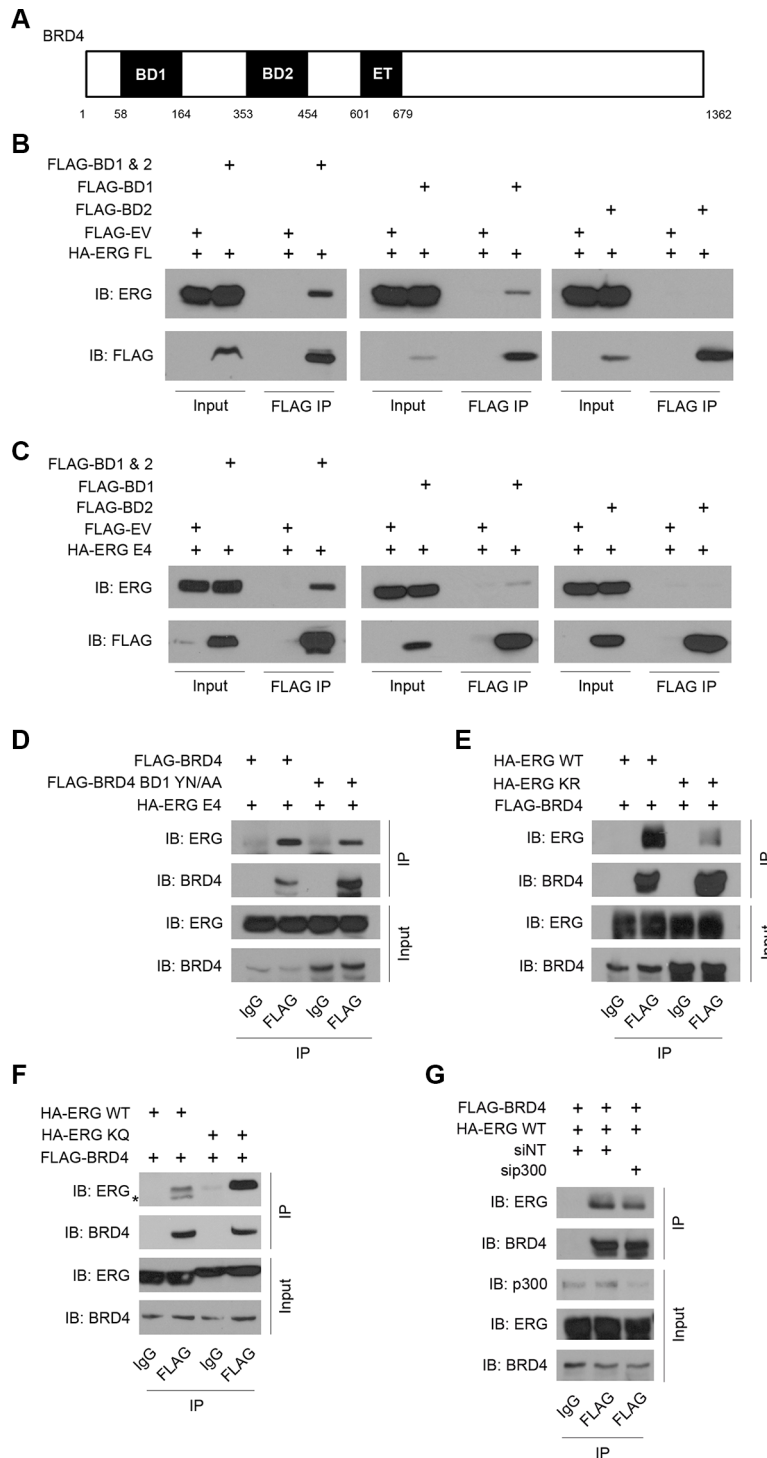 A
BRD4
BD1 BD2 ET
1 58 164 353 454 601 679 1362
B
FLAG-BD1 & 2 + +
FLAG-BD1 + +
FLAG-BD2 + +
FLAG-EV + + + + + +
HA-ERG FL + + + + + + + + + + + +
IB: ERG
IB: FLAG
Input FLAG IP Input FLAG IP Input FLAG IP
C
FLAG-BD1 & 2 + +
FLAG-BD1 + +
FLAG-BD2 + +
FLAG-EV + + + + + +
HA-ERG E4 + + + + + + + + + + + +
IB: ERG
IB: FLAG
Input FLAG IP Input FLAG IP Input FLAG IP
D
FLAG-BRD4 + +
FLAG-BRD4 BD1 YN/AA + +
HA-ERG E4 + + + +
IB: ERG
IB: BRD4
IP
IB: ERG
IB: BRD4
Input
IgG FLAG IgG FLAG
IP
E
HA-ERG WT + +
HA-ERG KR + +
FLAG-BRD4 + + + +
IB: ERG
IB: BRD4
IP
IB: ERG
IB: BRD4
Input
IgG FLAG IgG FLAG
IP
F
HA-ERG WT + +
HA-ERG KQ + +
FLAG-BRD4 + + + +
IB: ERG
*
IB: BRD4
IP
IB: ERG
IB: BRD4
Input
IgG FLAG IgG FLAG
IP
G
FLAG-BRD4 + + +
HA-ERG WT + + +
siNT + +
sip300 +
IB: ERG
IB: BRD4
IP
IB: p300
IB: ERG
IB: BRD4
Input
IgG FLAG FLAG
IP